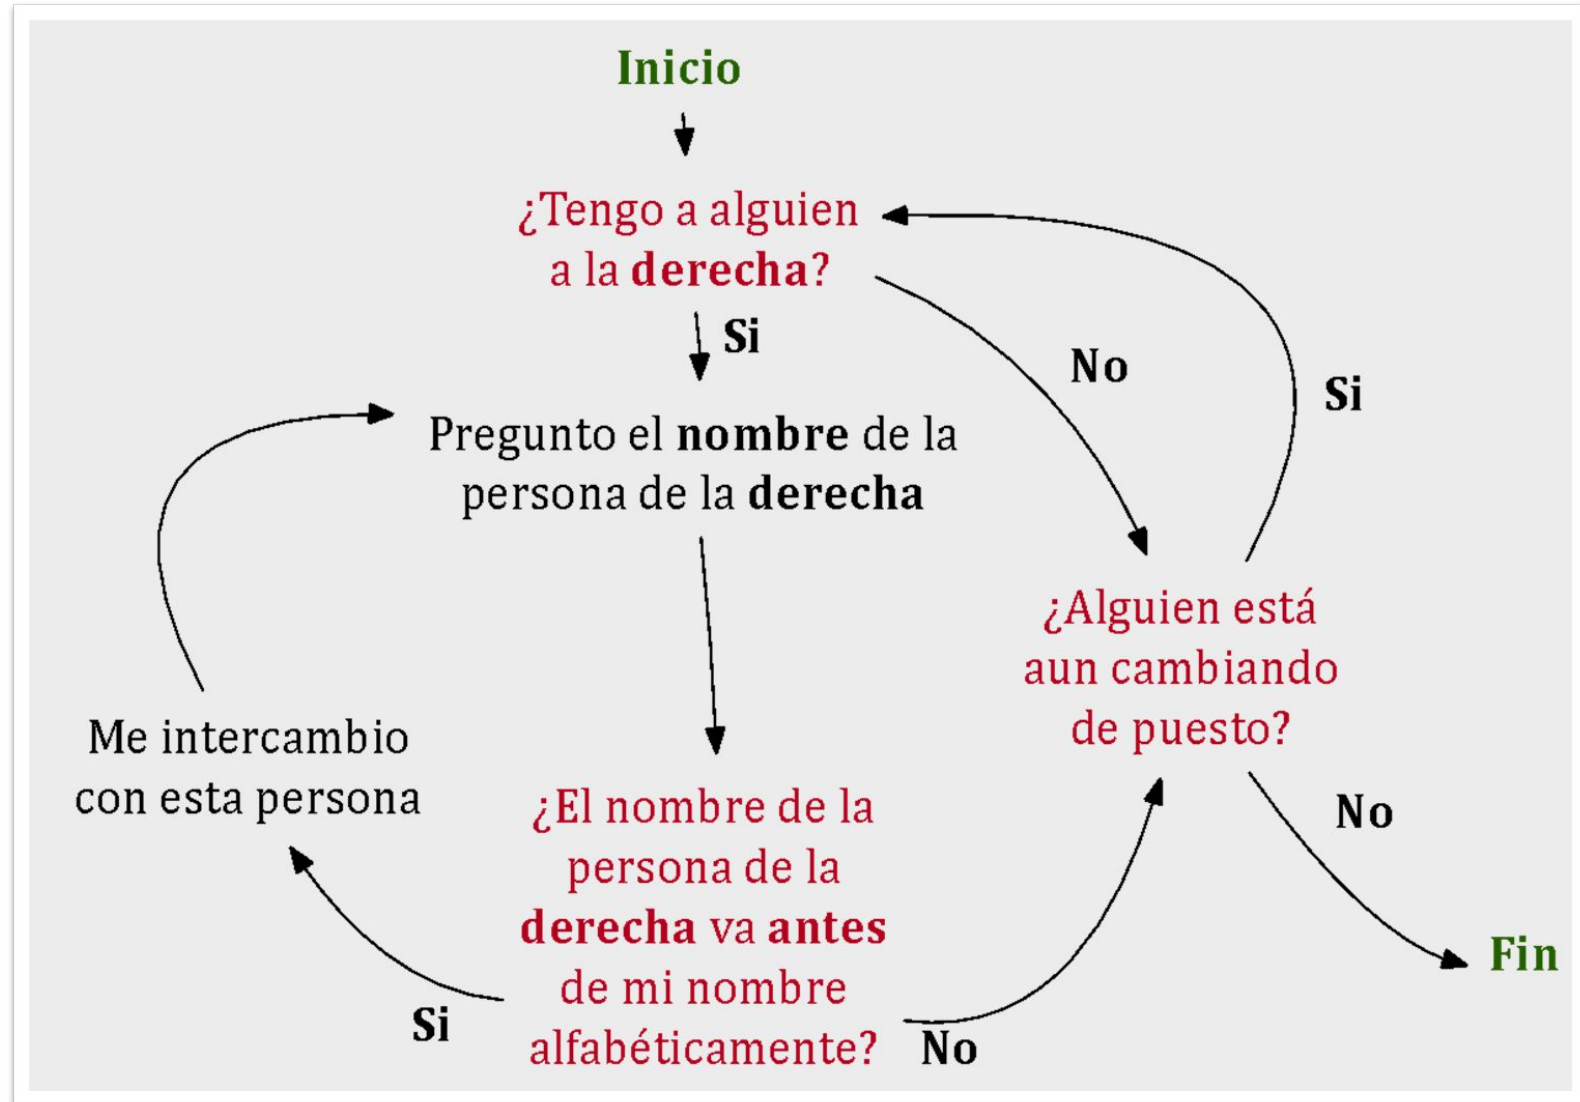 Inicio
¿Tengo a alguien
a la derecha?
Si
No
Si
Pregunto el nombre de la
persona de la derecha
¿Alguien está
aun cambiando
de puesto?
Me intercambio
con esta persona
¿El nombre de la
persona de la
derecha va antes
de mi nombre
alfabéticamente?
Si
No
No
Fin